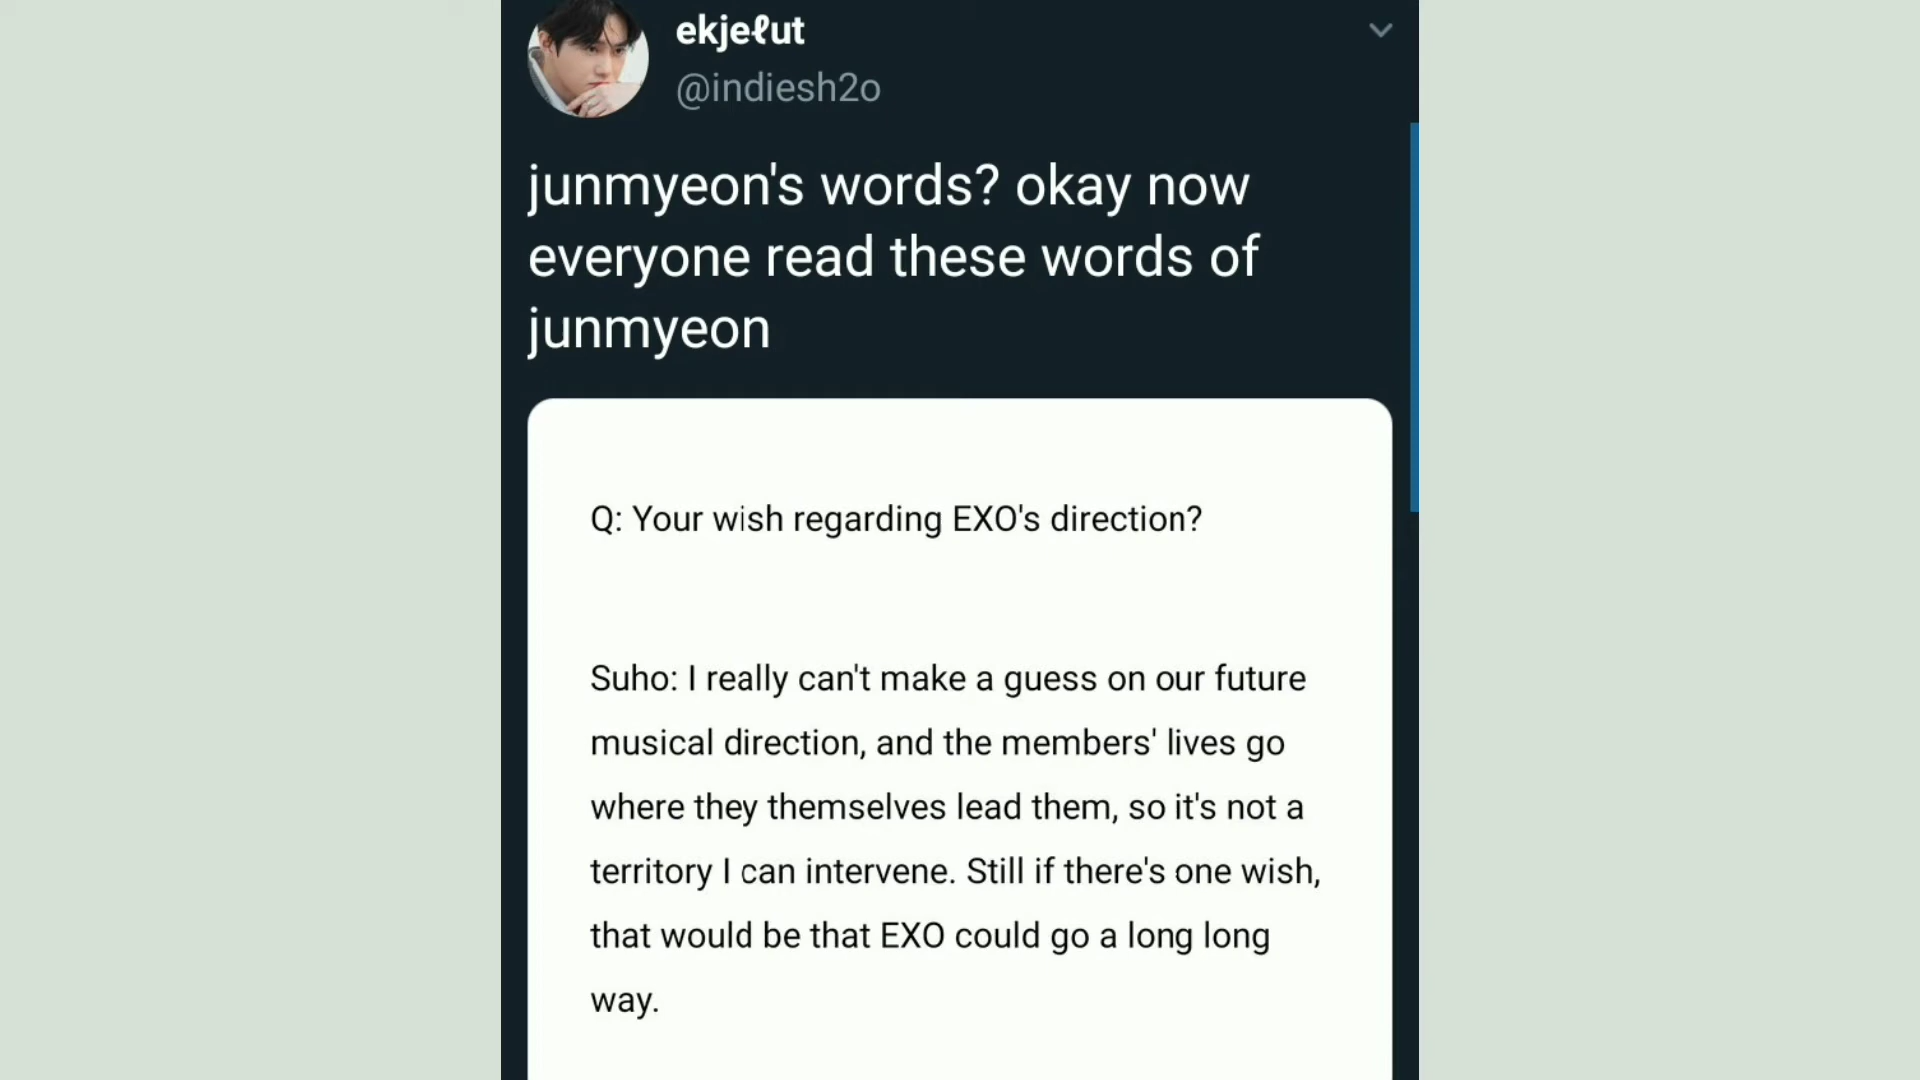 ekjeℓut
@indiesh2o
junmyeon's words? okay now
everyone read these words of
junmyeon
Q: Your wish regarding EXO's direction?
Suho: I really can't make a guess on our future
musical direction, and the members' lives go
where they themselves lead them, so it's not a
territory I can intervene. Still if there's one wish,
that would be that EXO could go a long long
way.